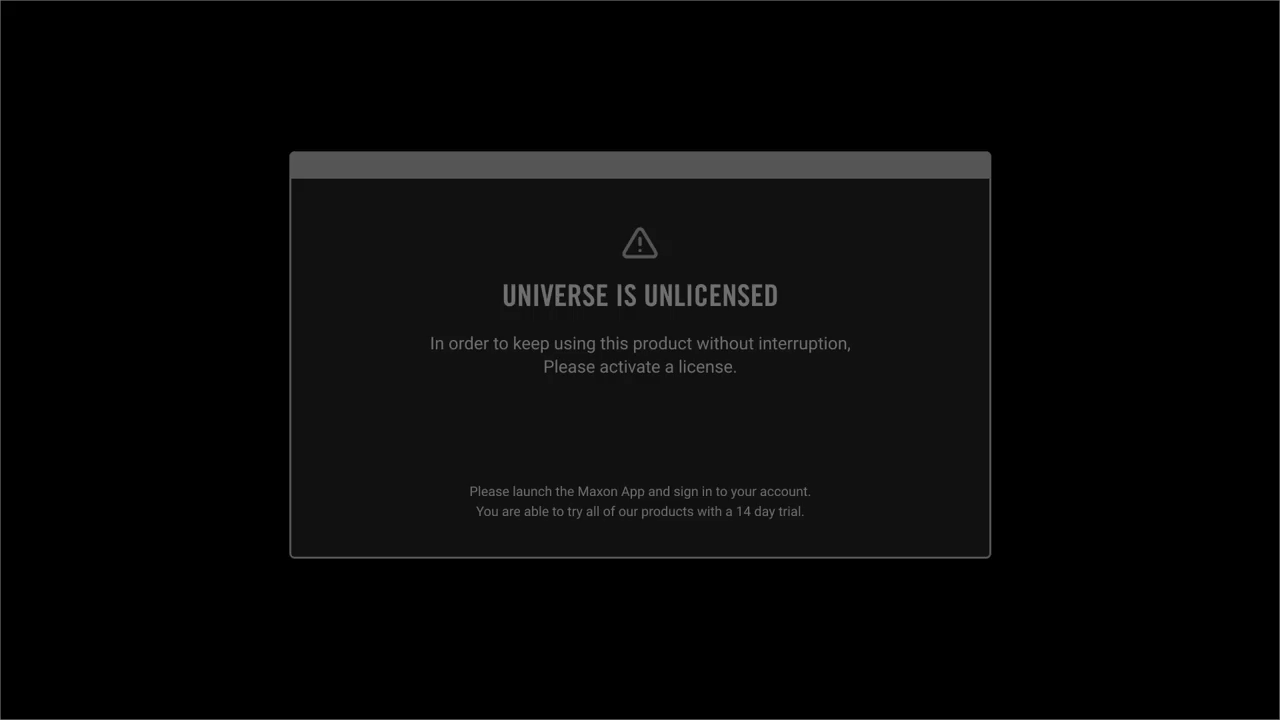 UNIVERSE IS UNLICENSED
In order to keep using this product without interruption,
Please activate a license.
Please launch the Maxon App and sign in to your account.
You are able to try all of our products with a 14 day trial.